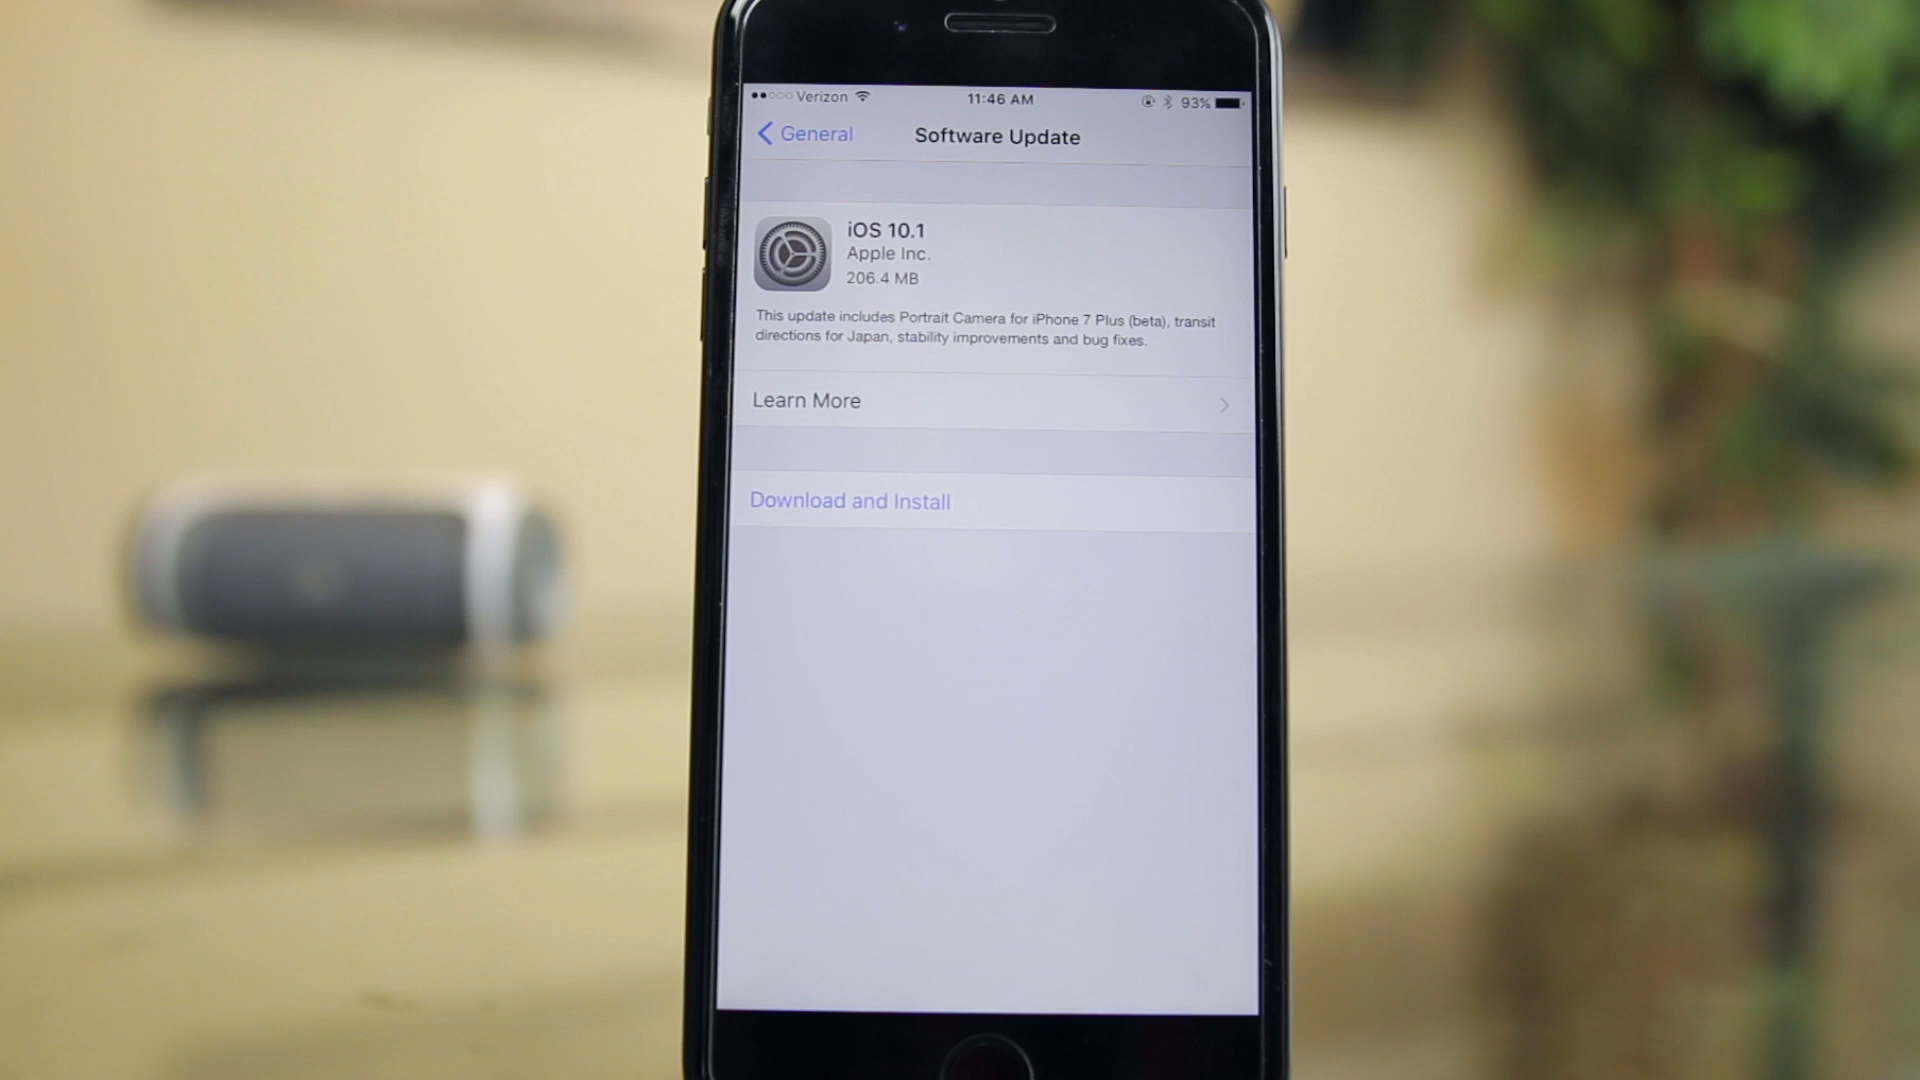 Verizon 11:46 AM 93%
General Software Update
iOS 10.1
Apple Inc.
206.4 MB
This update includes Portrait Camera for iPhone 7 Plus (beta), transit
directions for Japan, stability improvements and bug fixes.
Learn More
Download and Install